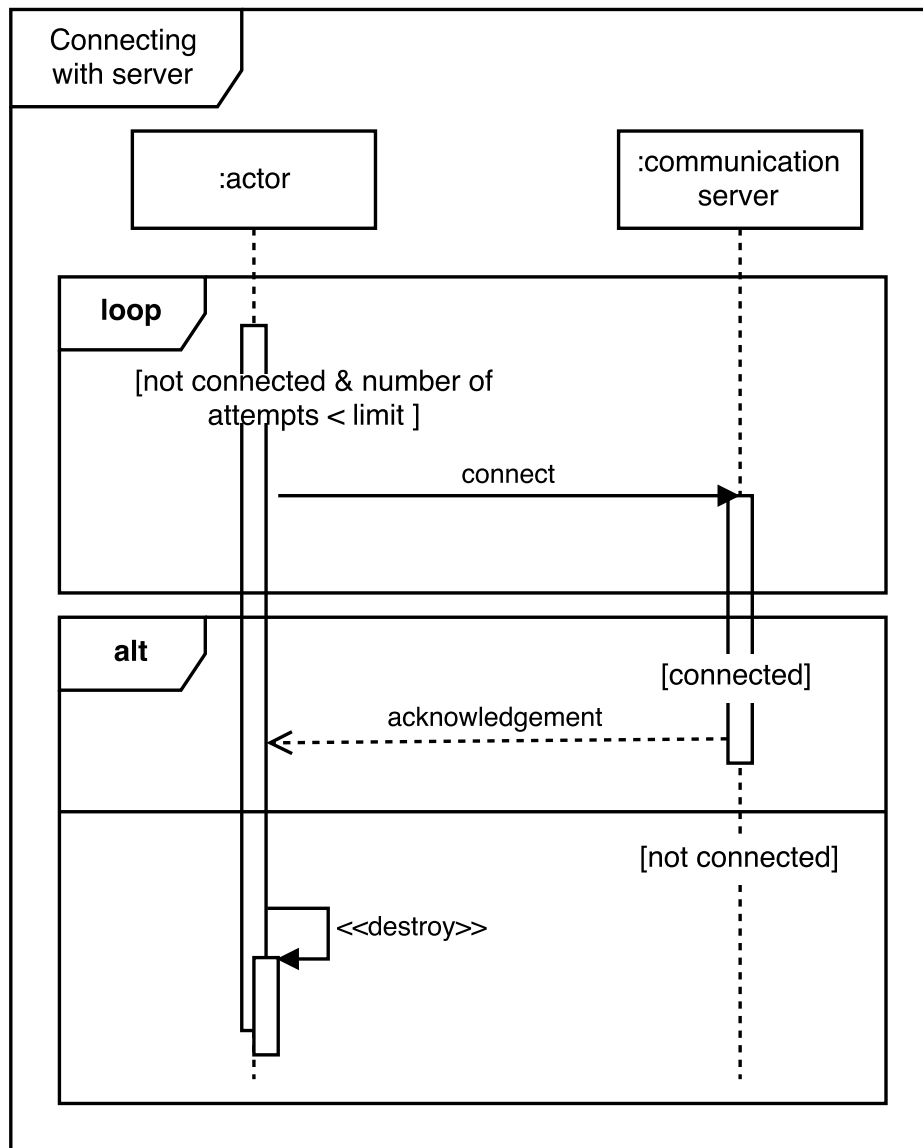 Connecting
with server
:actor
:communication
server
loop
[not connected & number of
attempts < limit ]
connect
alt
[connected]
acknowledgement
[not connected]
<<destroy>>